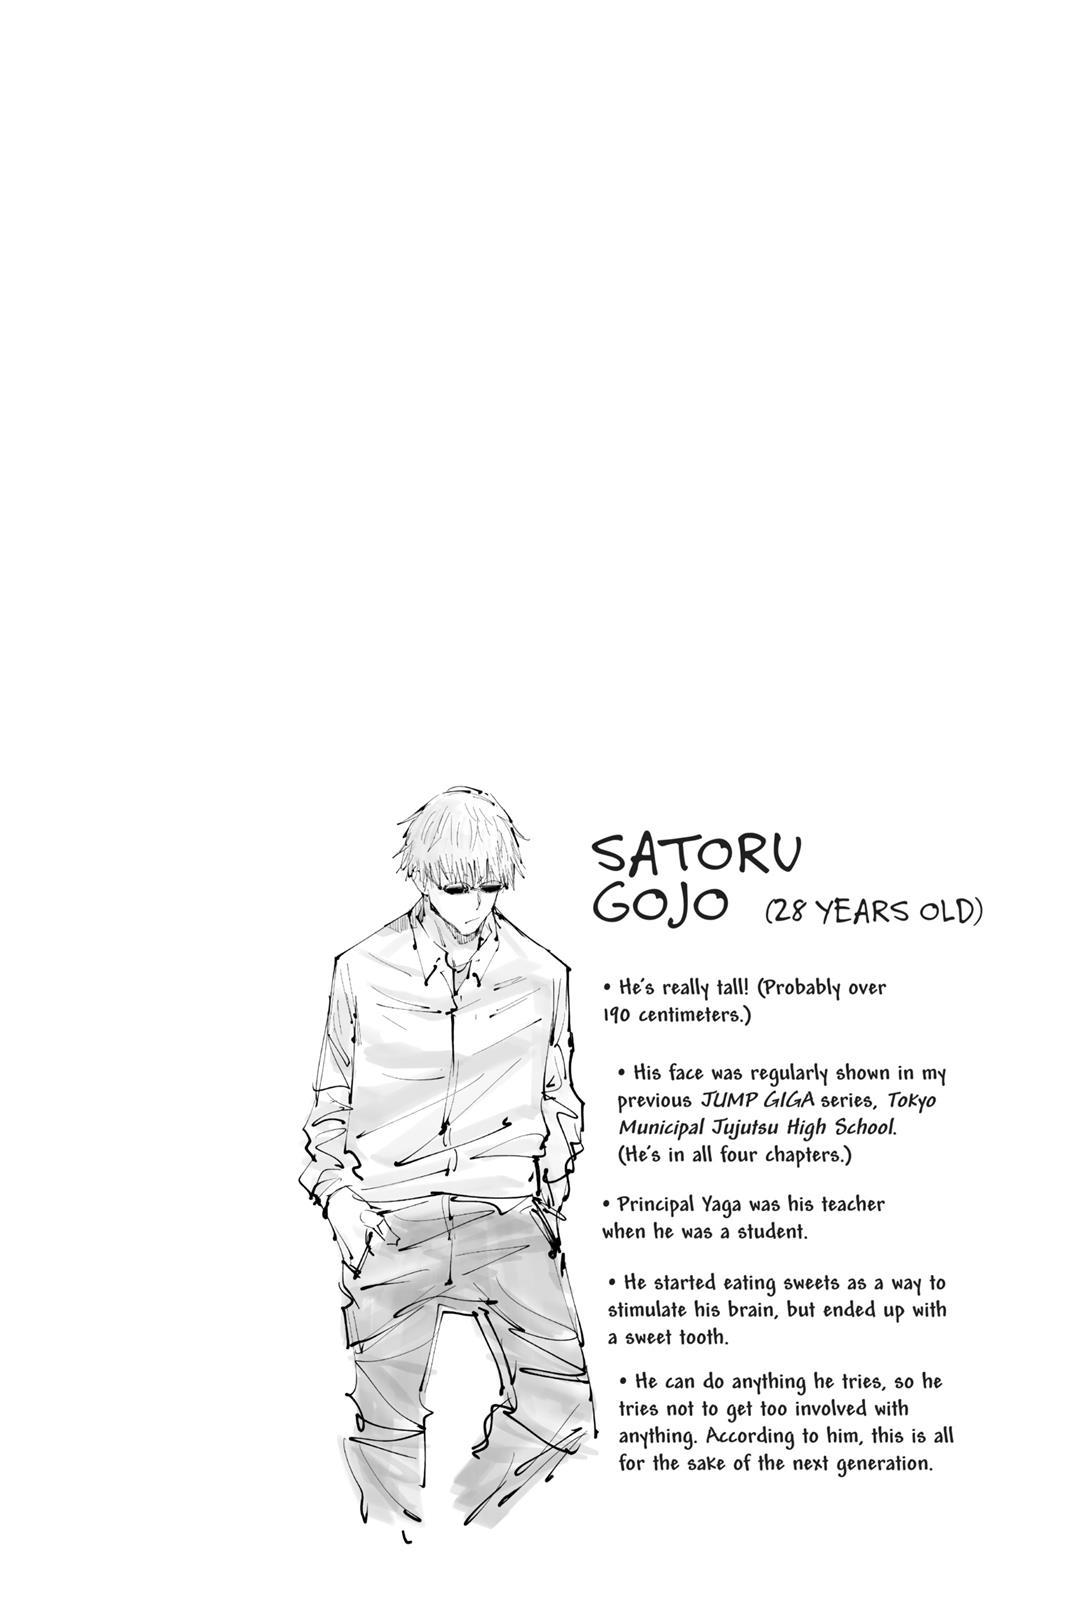 SATORU
GOJO (28 YEARS OLD)
• He's really tall! (Probably over
190 centimeters.)
• His face was regularly shown in my
previous JUMP GIGA series, Tokyo
Municipal Jujutsu High School.
(He's in all four chapters.)
• Principal Yaga was his teacher
when he was a student.
• He started eating sweets as a way to
stimulate his brain, but ended up with
a sweet tooth.
• He can do anything he tries, so he
tries not to get too involved with
anything. According to him, this is all
for the sake of the next generation.